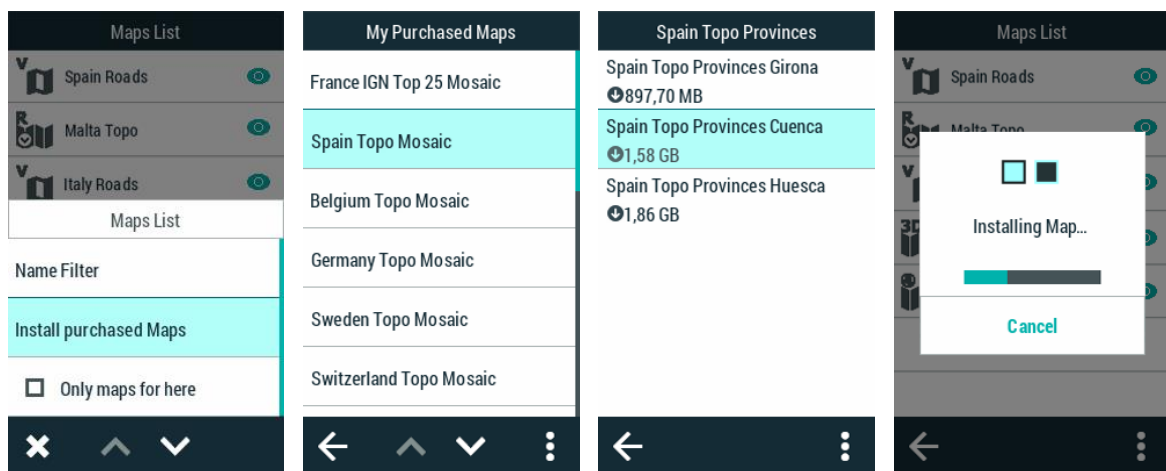 Maps List
V
Spain Roads
R
Malta Topo
V
Italy Roads
Maps List
Name Filter
Install purchased Maps
Only maps for here
My Purchased Maps
France IGN Top 25 Mosaic
Spain Topo Mosaic
Belgium Topo Mosaic
Germany Topo Mosaic
Sweden Topo Mosaic
Switzerland Topo Mosaic
Spain Topo Provinces
Spain Topo Provinces Girona
897,70 MB
Spain Topo Provinces Cuenca
1,58 GB
Spain Topo Provinces Huesca
1,86 GB
Maps List
V
Spain Roads
R
Malta Topo
V
3D
Installing Map...
Cancel